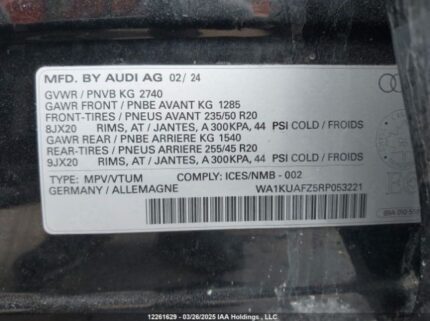 MFD. BY AUDI AG 02/ 24
GVWR / PNVB KG 2740
GAWR FRONT / PNBE AVANT KG 1285
FRONT-TIRES / PNEUS AVANT 235/50 R20
8JX20 RIMS, AT / JANTES, A 300KPA, 44 PSI COLD / FROIDS
GAWR REAR / PNBE ARRIERE KG 1540
REAR-TIRES / PNEUS ARRIERE 255/45 R20
9JX20 RIMS, AT / JANTES, A 300KPA, 44 PSI COLD / FROIDS
TYPE: MPV/VTUM COMPLY: ICES/NMB - 002
GERMANY / ALLEMAGNE WA1KUAFZ5RP053221
12261629 - 03/26/2025 IAA Holdings, LLC